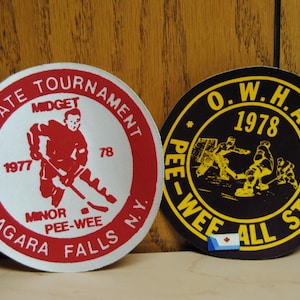 ATE TOURNAMENT
MIDGET
1977 78
MINOR
PEE-WEE
AGARA FALLS N.Y.
O.W.H.A
1978
PEE-WEE ALL ST